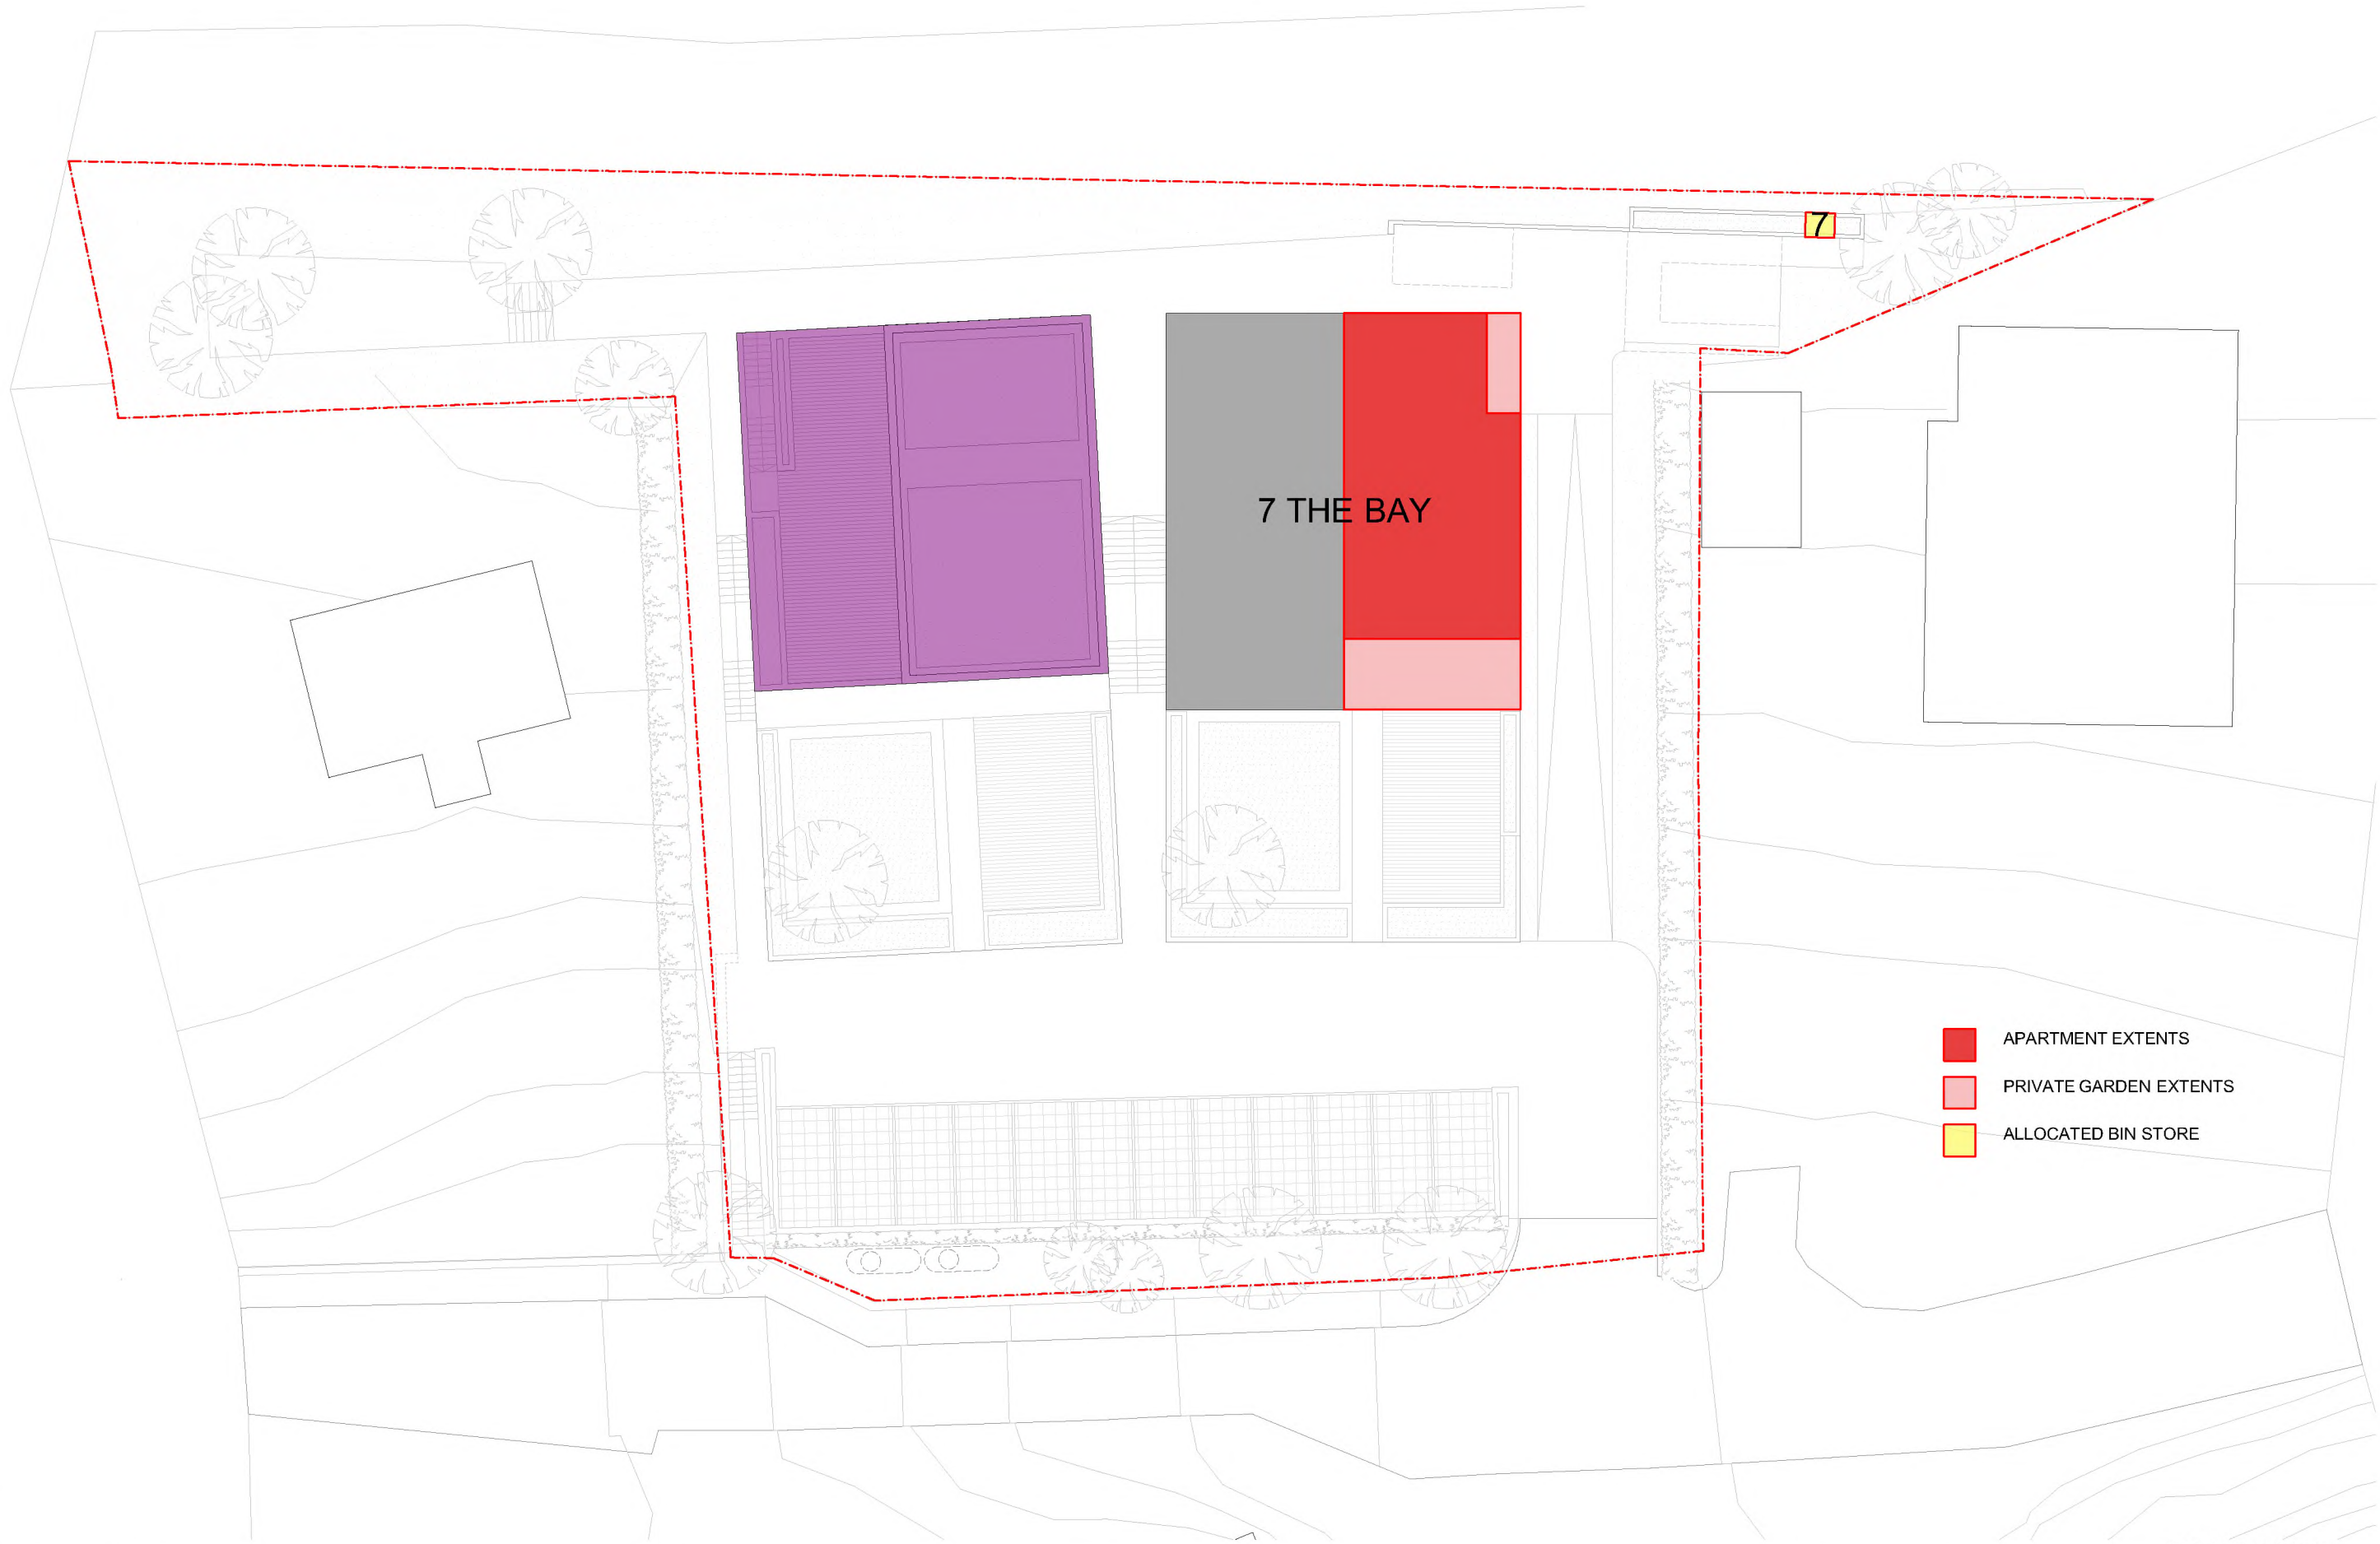 7
7 THE BAY
APARTMENT EXTENTS
PRIVATE GARDEN EXTENTS
ALLOCATED BIN STORE